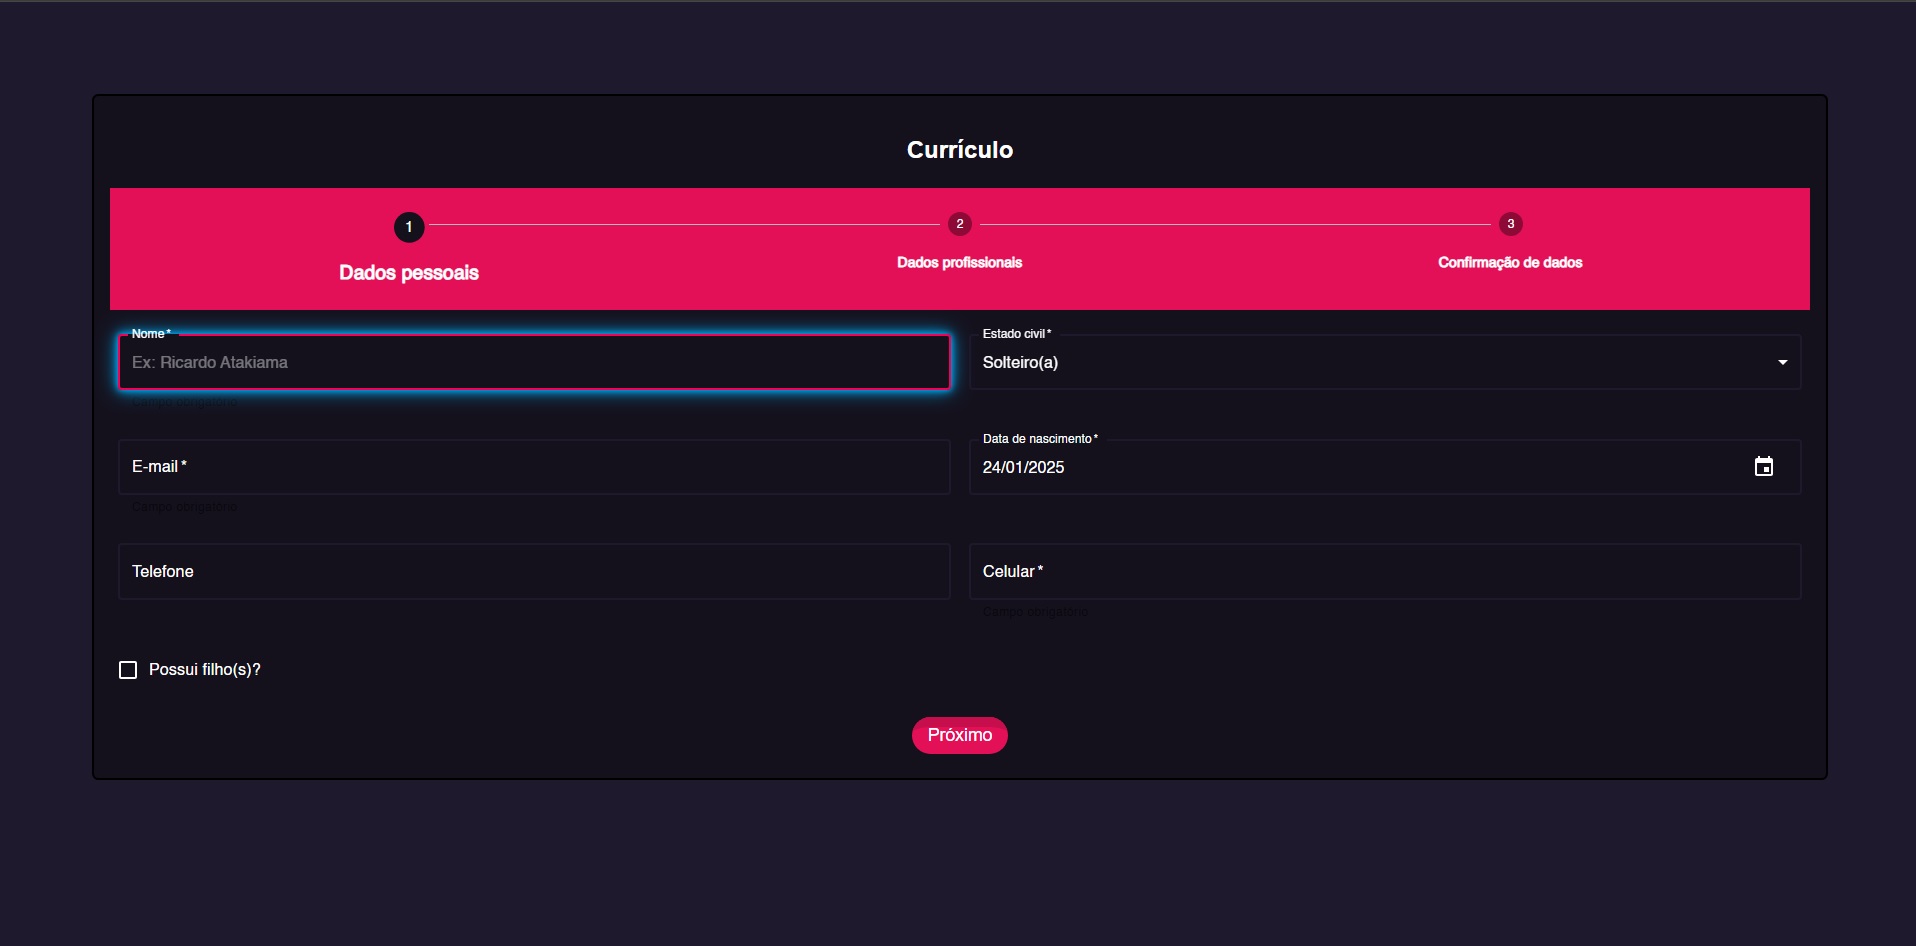 Currículo
1
2
3
Dados pessoais
Dados profissionais
Confirmação de dados
Nome *
Ex: Ricardo Atakiama
Campo obrigatório
Estado civil *
Solteiro(a)
E-mail *
Campo obrigatório
Data de nascimento *
24/01/2025
Telefone
Celular *
Campo obrigatório
Possui filho(s)?
Próximo